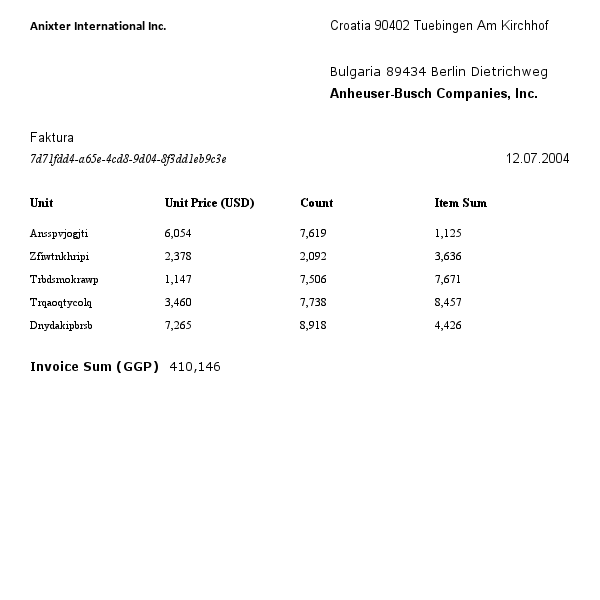 Anixter International Inc.
Croatia 90402 Tuebingen Am Kirchhof
Bulgaria 89434 Berlin Dietrichweg
Anheuser-Busch Companies, Inc.
Faktura
7d71fdd4-a65e-4cd8-9d04-8f3dd1eb9c3e
12.07.2004
Unit Unit Price (USD) Count Item Sum
Ansspvjogjti 6,054 7,619 1,125
Zfiwtnkhripi 2,378 2,092 3,636
Trbdsmokrawp 1,147 7,506 7,671
Trqaoqtycolq 3,460 7,738 8,457
Dnydakipbrsb 7,265 8,918 4,426
Invoice Sum (GGP) 410,146